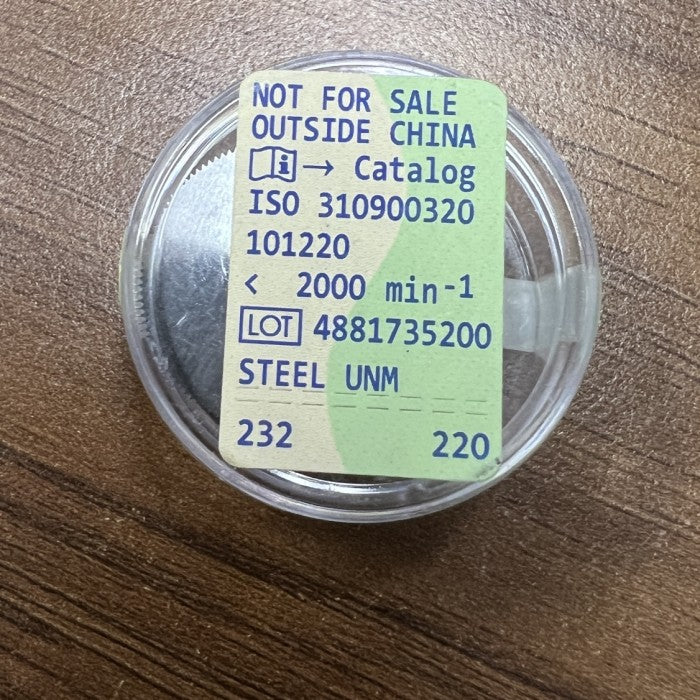 NOT FOR SALE
OUTSIDE CHINA
i → Catalog
ISO 310900320
101220
< 2000 min-1
LOT 4881735200
STEEL UNM
232 220